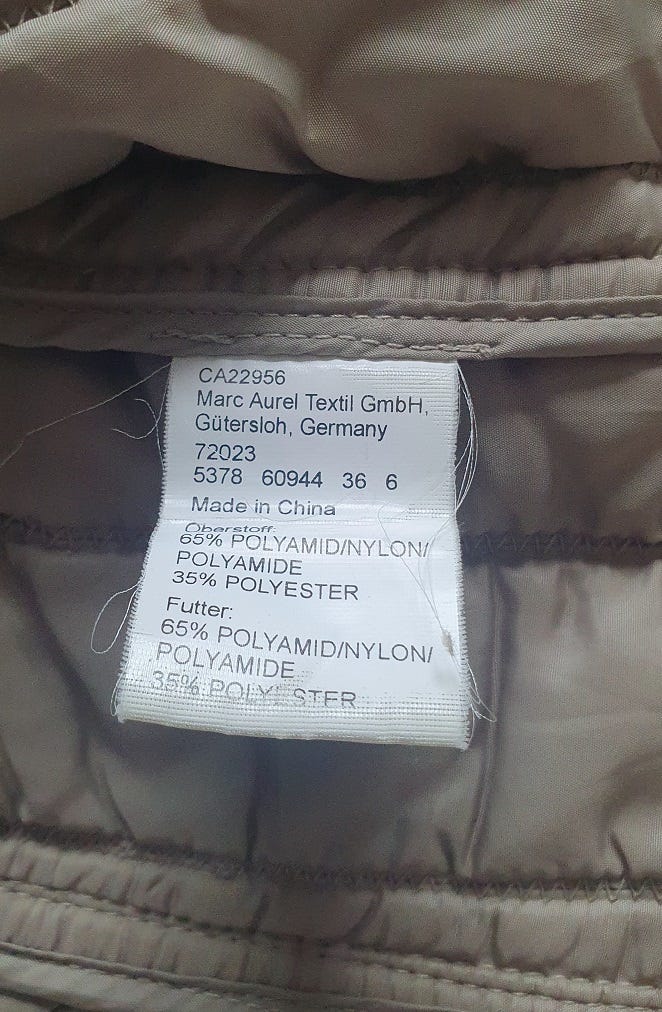 CA22956
Marc Aurel Textil GmbH,
Gütersloh, Germany
72023
5378 60944 36 6
Made in China
Oberstoff:
65% POLYAMID/NYLON/
POLYAMIDE
35% POLYESTER
Futter:
65% POLYAMID/NYLON/
POLYAMIDE
35% POLYESTER